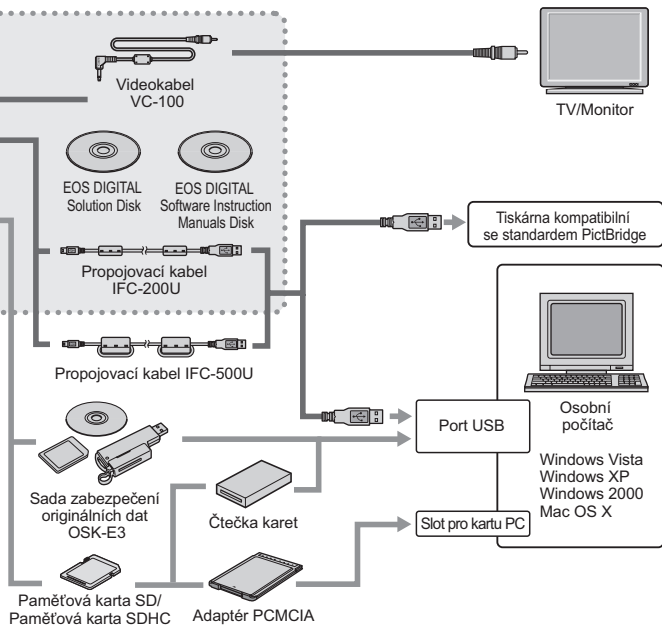 Videokabel
VC-100
TV/Monitor
EOS DIGITAL
Solution Disk
EOS DIGITAL
Software Instruction
Manuals Disk
Tiskárna kompatibilní
se standardem PictBridge
Propojovací kabel
IFC-200U
Propojovací kabel IFC-500U
Port USB
Osobní
počítač
Windows Vista
Windows XP
Windows 2000
Mac OS X
Sada zabezpečení
originálních dat
OSK-E3
Čtečka karet
Slot pro kartu PC
Paměťová karta SD/
Paměťová karta SDHC
Adaptér PCMCIA